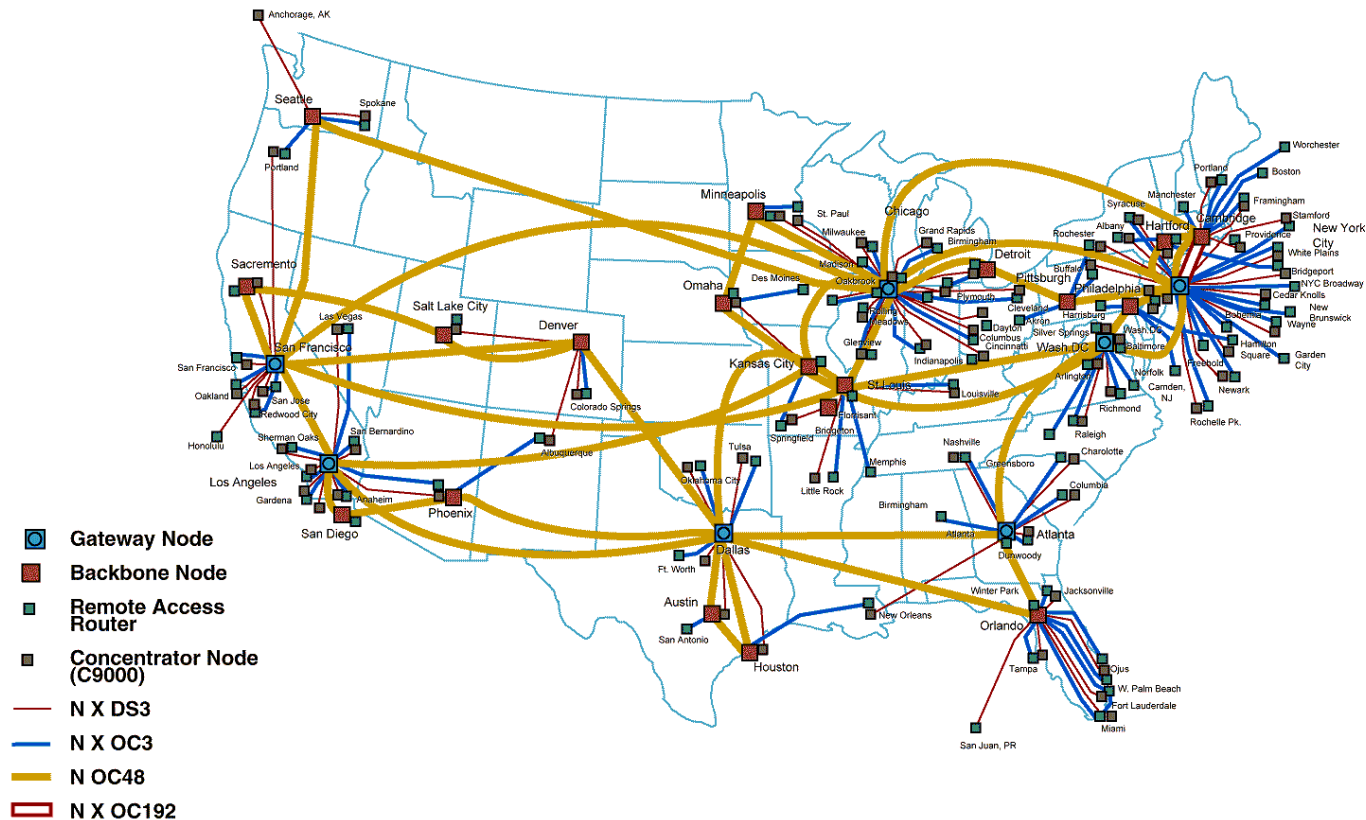 Anchorage, AK
Seattle
Spokane
Portland
Worchester
Boston
Portland
Framingham
Manchester
Stamford
Syracuse
Cambridge
New York
City
Minneapolis
St. Paul
Chicago
Albany
Hartford
Providence
Milwaukee
Grand Rapids
Birmingham
Rochester
White Plains
Detroit
Madison
Buffalo
Bridgeport
Sacremento
Oakbrook
Pittsburgh
Omaha
Des Moines
Philadelphia
NYC Broadway
Plymouth
Cedar Knolls
Salt Lake City
Las Vegas
Denver
Rolling
Meadows
Cleveland
Akron
Harrisburg
New
Brunswick
Bohemia
Wayne
Dayton
Columbus
Silver Springs
Wash.DC
San Francisco
Glenview
Cincinnati
Wash.DC
Baltimore
Hamilton
Square
San Francisco
Kansas City
Indianapolis
Freehold
Garden
City
Oakland
San Jose
Redwood City
Colorado Springs
St.Louis
Louisville
Arlington
Norfolk
Camden,
NJ
Newark
Richmond
Rochelle Pk.
Honolulu
Florissant
Bridgeton
Springfield
Raleigh
Sherman Oaks
San Bernardino
Albuquerque
Tulsa
Nashville
Greensboro
Charolotte
Los Angeles
Los Angeles
Oklahoma City
Little Rock
Memphis
Columbia
Gardena
Anaheim
Phoenix
Birmingham
San Diego
Atlanta
Atlanta
Dallas
Dunwoody
Ft. Worth
Winter Park
Jacksonville
Austin
New Orleans
Orlando
San Antonio
Houston
Tampa
Ojus
W. Palm Beach
Fort Lauderdale
Miami
San Juan, PR
Gateway Node
Backbone Node
Remote Access
Router
Concentrator Node
(C9000)
N X DS3
N X OC3
N OC48
N X OC192